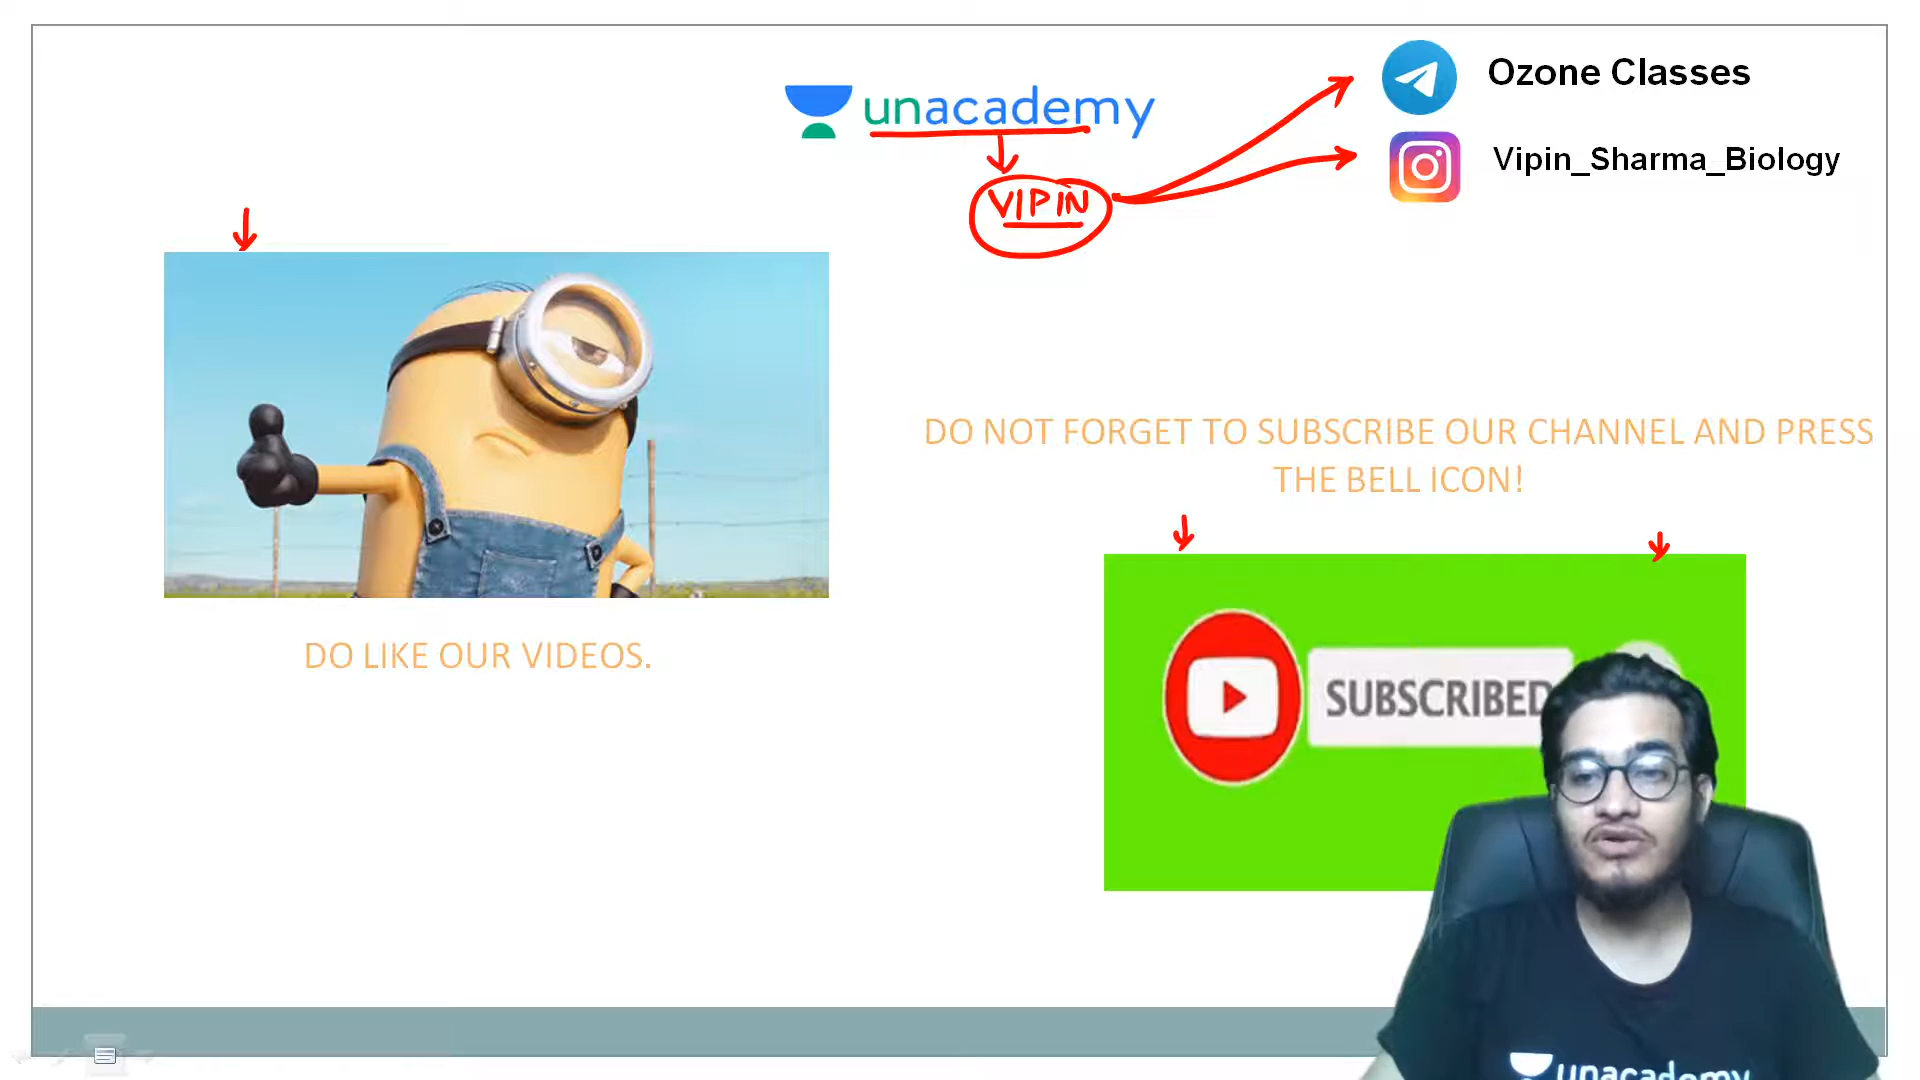 unacademy
Ozone Classes
Vipin_Sharma_Biology
VIPIN
DO NOT FORGET TO SUBSCRIBE OUR CHANNEL AND PRESS
THE BELL ICON!
DO LIKE OUR VIDEOS.
SUBSCRIBED
unacademy